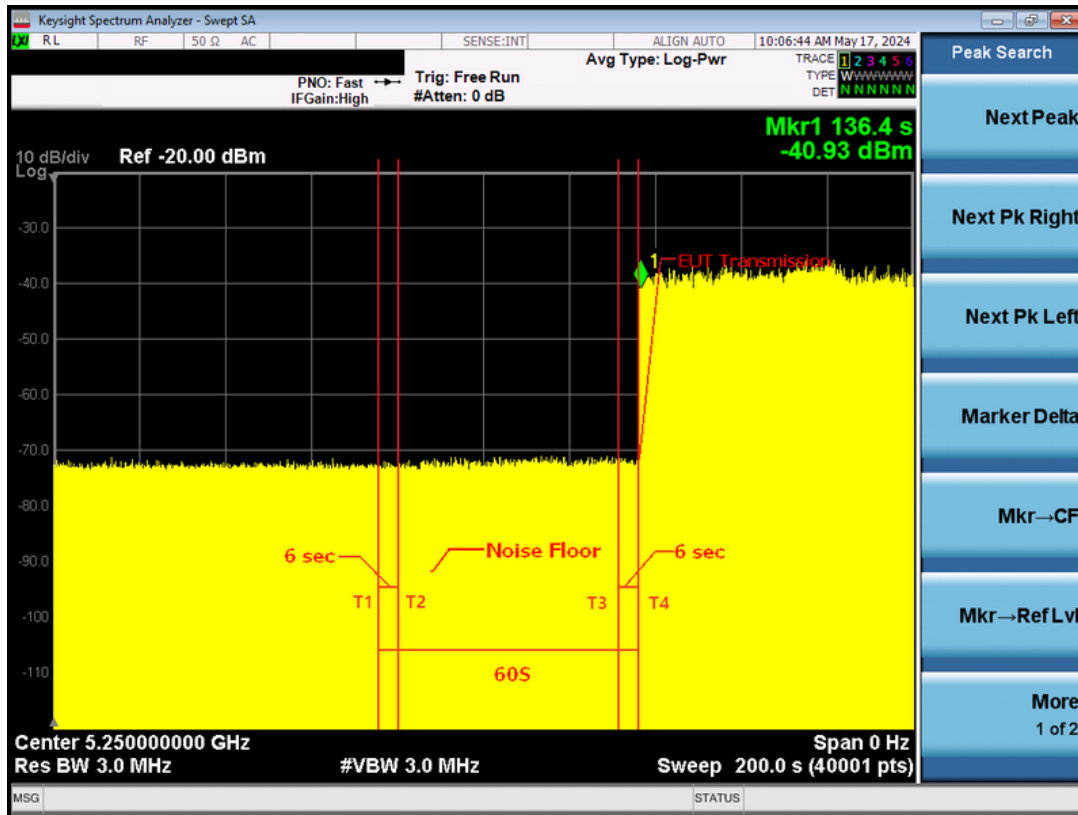 Keysight Spectrum Analyzer - Swept SA
LXI RL RF 50 Ω AC SENSE:INT ALIGN AUTO 10:06:44 AM May 17, 2024
Peak Search
Avg Type: Log-Pwr
TRACE 1 2 3 4 5 6
PNO: Fast
Trig: Free Run
TYPE WWWWWW
IFGain:High
#Atten: 0 dB
DET N N N N N N
Next Peak
Mkr1 136.4 s
-40.93 dBm
10 dB/div Ref -20.00 dBm
Log
Next Pk Right
-30.0
1
EUT Transmission
-40.0
Next Pk Left
-50.0
-60.0
Marker Delta
-70.0
-80.0
Mkr→CF
6 sec
Noise Floor
6 sec
-90.0
T1 T2 T3 T4
-100
Mkr→Ref Lvl
60S
-110
More
1 of 2
Center 5.250000000 GHz Span 0 Hz
Res BW 3.0 MHz #VBW 3.0 MHz Sweep 200.0 s (40001 pts)
MSG STATUS